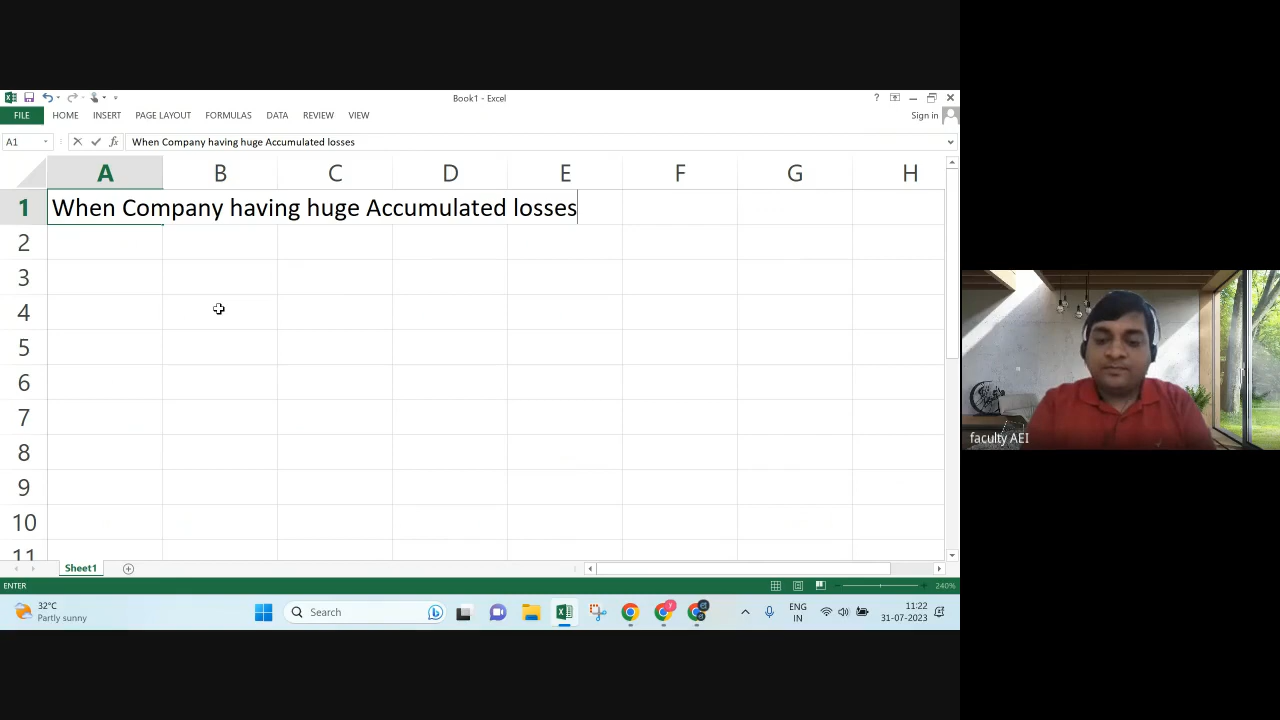 Book1 - Excel
Sign in
FILE HOME INSERT PAGE LAYOUT FORMULAS DATA REVIEW VIEW
A1 fx When Company having huge Accumulated losses
A B C D E F G H
1 When Company having huge Accumulated losses
2
3
4
5
6
7
8
9
10
11
Sheet1
ENTER 240%
32°C
Partly sunny
Search
ENG
IN
11:22
31-07-2023
faculty AEI